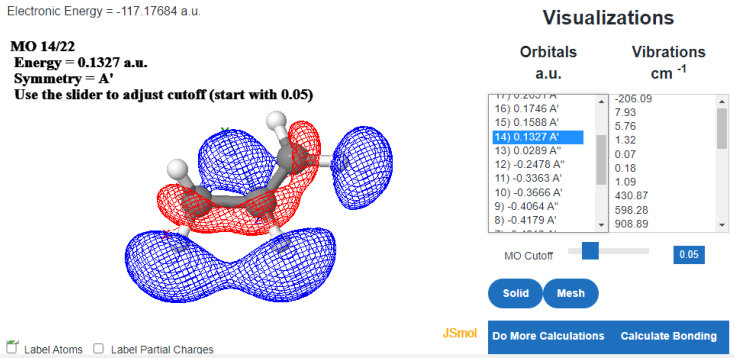 Electronic Energy = -117.17684 a.u.
MO 14/22
Energy = 0.1327 a.u.
Symmetry = A'
Use the slider to adjust cutoff (start with 0.05)
Label Atoms
Label Partial Charges
JSmol
Visualizations
Orbitals
a.u.
16) 0.1746 A'
15) 0.1588 A'
14) 0.1327 A'
13) 0.0289 A"
12) -0.2478 A"
11) -0.3363 A'
10) -0.3666 A'
9) -0.4064 A"
8) -0.4179 A'
Vibrations
cm -1
-206.09
7.93
5.76
1.32
0.07
0.18
1.09
430.87
598.28
908.89
MO Cutoff
0.05
Solid
Mesh
Do More Calculations
Calculate Bonding